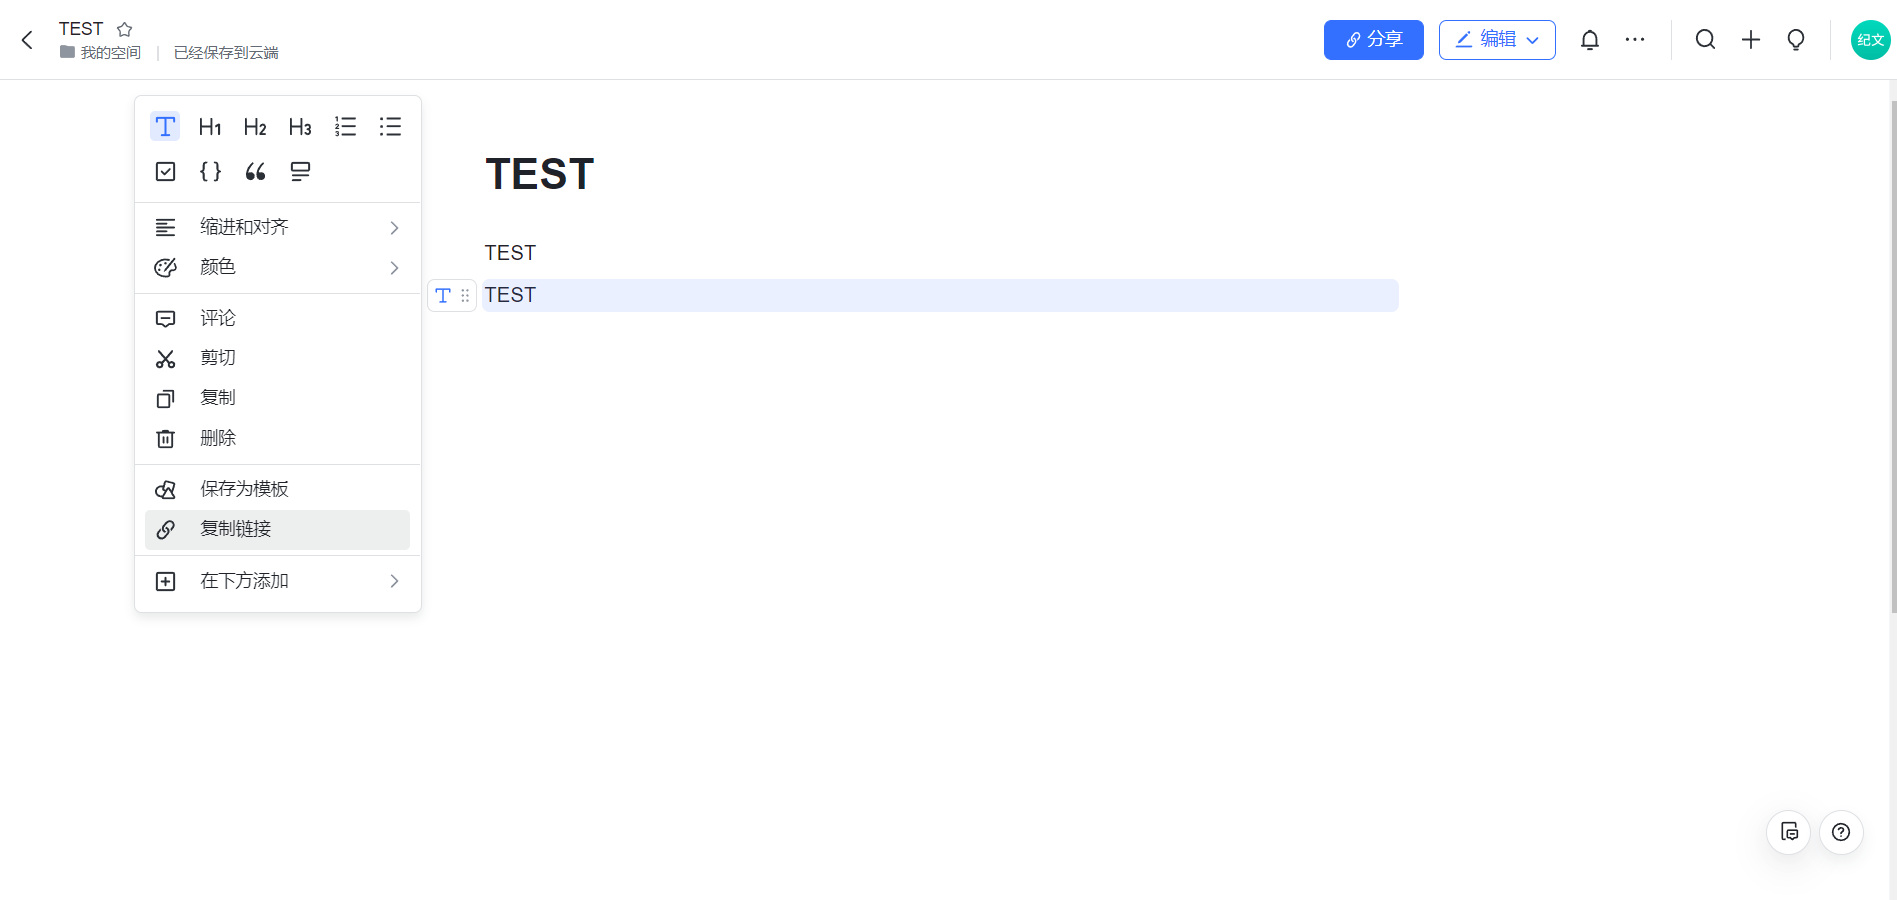 TEST
我的空间 | 已经保存到云端
分享
编辑
纪文
H1 H2 H3
缩进和对齐
颜色
评论
剪切
复制
删除
保存为模板
复制链接
在下方添加
TEST
TEST
TEST